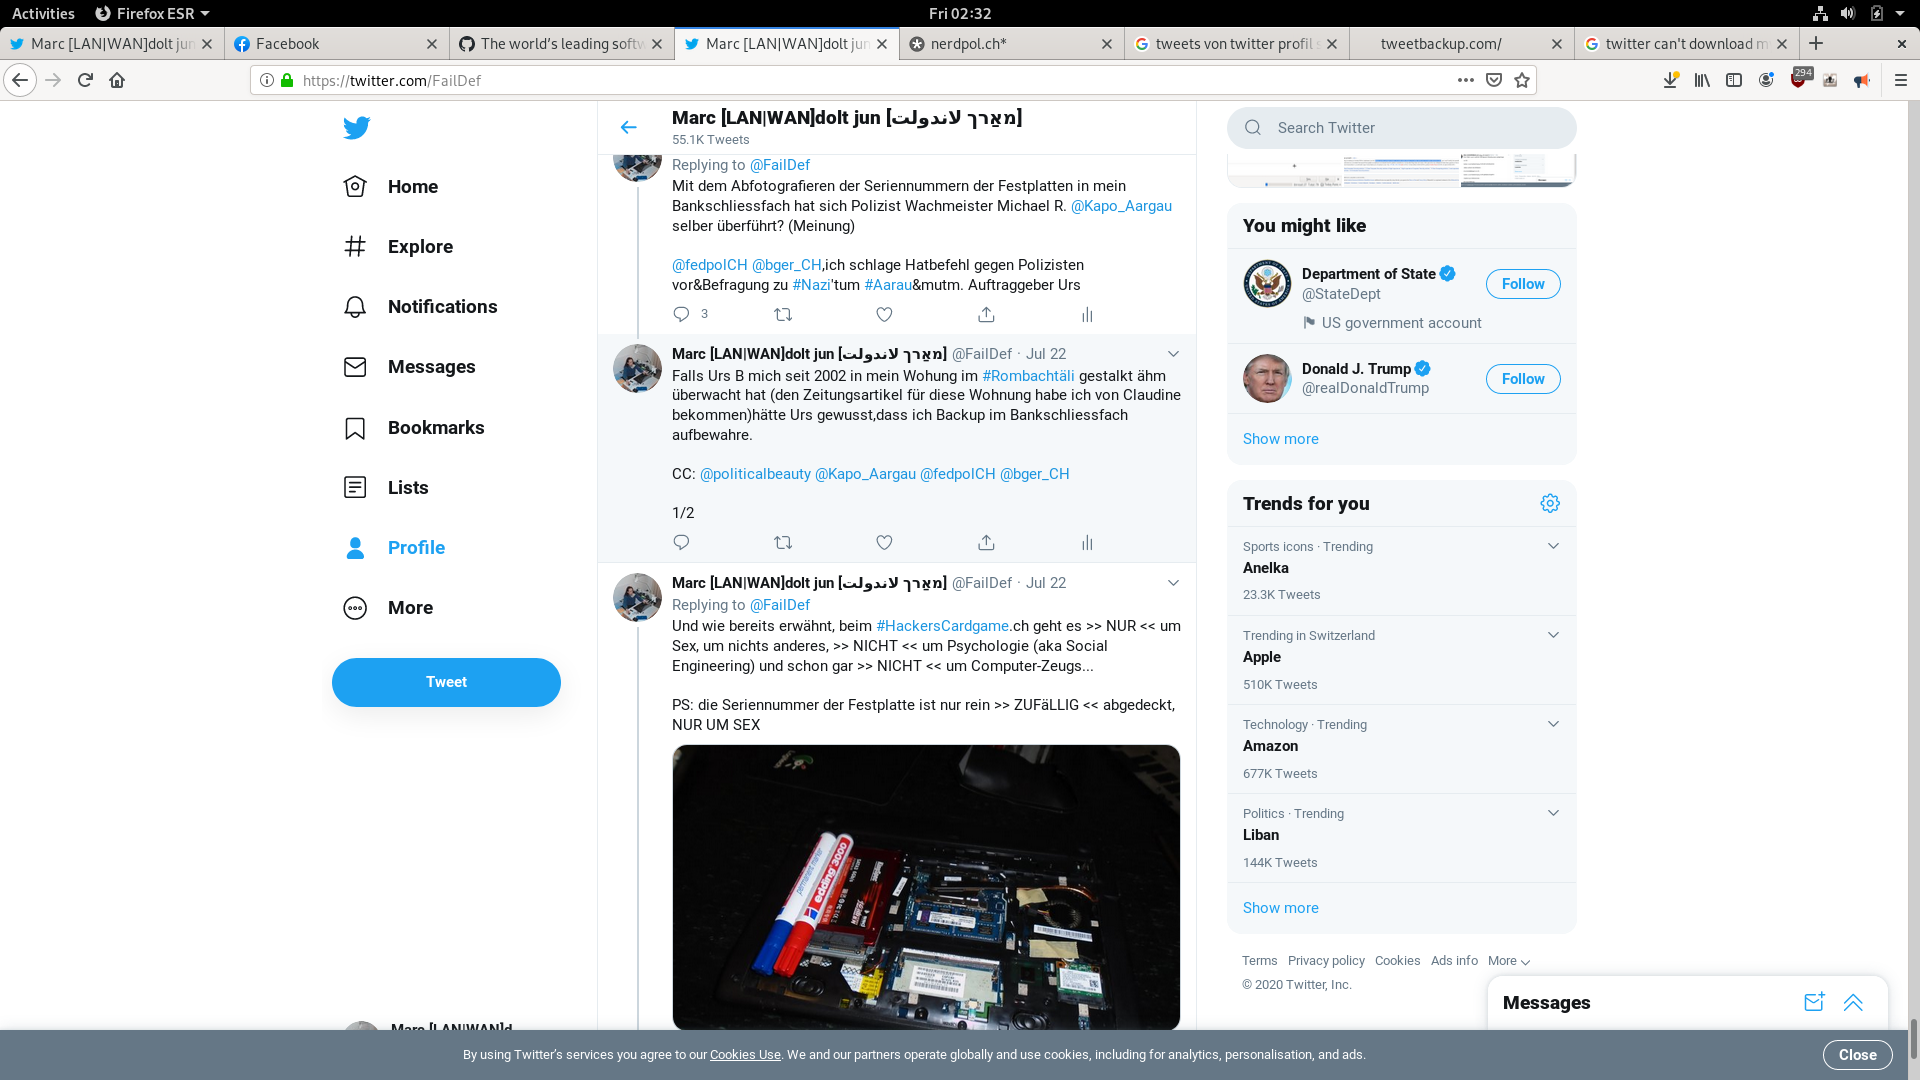 Activities
Firefox ESR
Fri 02:32
Marc [LAN|WAN]dolt jun
Facebook
The world's leading softw
Marc [LAN|WAN]dolt jun
nerdpol.ch*
tweets von twitter profil s
tweetbackup.com/
twitter can't download m
https://twitter.com/FailDef
294
Home
Explore
Notifications
Messages
Bookmarks
Lists
Profile
More
Tweet
Marc [LAN|WAN]d
Marc [LAN|WAN]dolt jun [מאַרך לאנדולט]
55.1K Tweets
Replying to @FailDef
Mit dem Abfotografieren der Seriennummern der Festplatten in mein
Bankschliessfach hat sich Polizist Wachmeister Michael R. @Kapo_Aargau
selber überführt? (Meinung)
@fedpolCH @bger_CH,ich schlage Hatbefehl gegen Polizisten
vor&Befragung zu #Nazi'tum #Aarau&mutm. Auftraggeber Urs
3
Marc [LAN|WAN]dolt jun [מאַרך לאנדולט] @FailDef · Jul 22
Falls Urs B mich seit 2002 in mein Wohung im #Rombachtäli gestalkt ähm
überwacht hat (den Zeitungsartikel für diese Wohnung habe ich von Claudine
bekommen)hätte Urs gewusst,dass ich Backup im Bankschliessfach
aufbewahre.
CC: @politicalbeauty @Kapo_Aargau @fedpolCH @bger_CH
1/2
Marc [LAN|WAN]dolt jun [מאַרך לאנדולט] @FailDef · Jul 22
Replying to @FailDef
Und wie bereits erwähnt, beim #HackersCardgame.ch geht es >> NUR << um
Sex, um nichts anderes, >> NICHT << um Psychologie (aka Social
Engineering) und schon gar >> NICHT << um Computer-Zeugs...
PS: die Seriennummer der Festplatte ist nur rein >> ZUFäLLIG << abgedeckt,
NUR UM SEX
permanent marker
edding 3000
Search Twitter
You might like
Department of State
@StateDept
US government account
Follow
Donald J. Trump
@realDonaldTrump
Follow
Show more
Trends for you
Sports icons · Trending
Anelka
23.3K Tweets
Trending in Switzerland
Apple
510K Tweets
Technology · Trending
Amazon
677K Tweets
Politics · Trending
Liban
144K Tweets
Show more
Terms Privacy policy Cookies Ads info More
© 2020 Twitter, Inc.
Messages
By using Twitter's services you agree to our Cookies Use. We and our partners operate globally and use cookies, including for analytics, personalisation, and ads.
Close